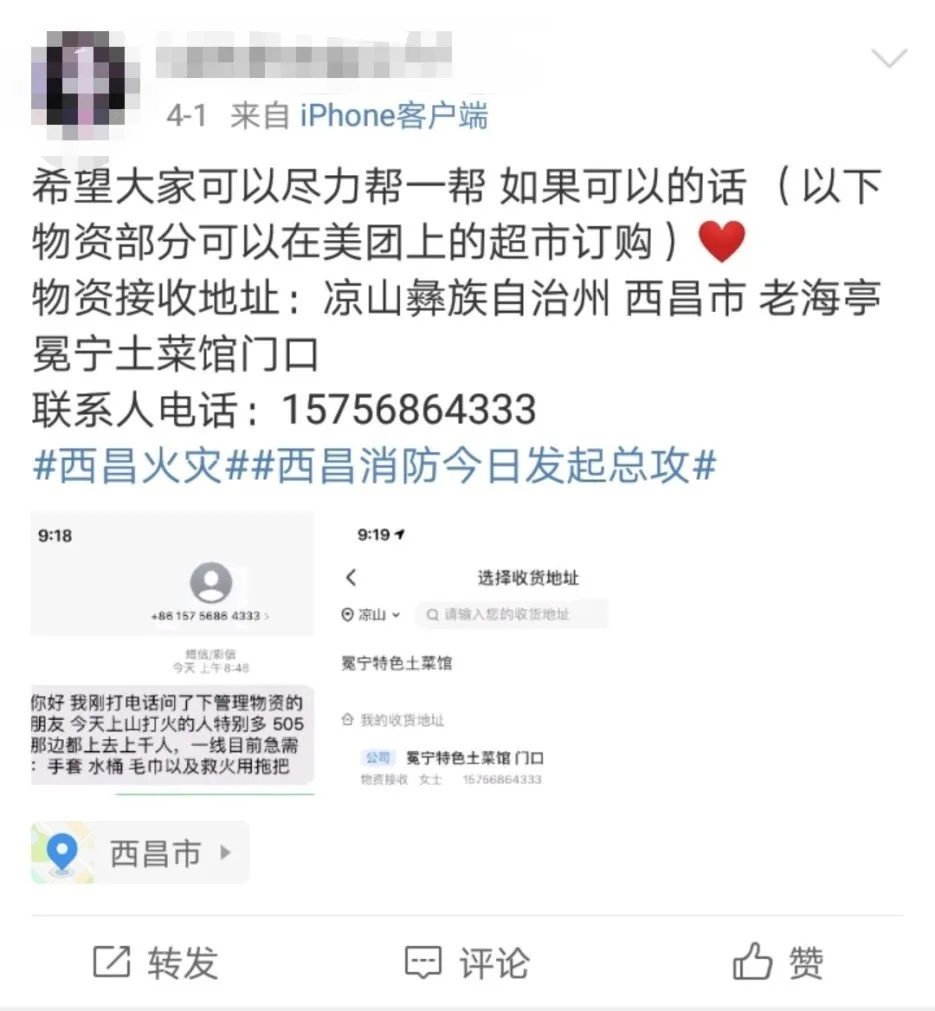 4-1 来自 iPhone客户端
希望大家可以尽力帮一帮 如果可以的话 （以下
物资部分可以在美团上的超市订购）❤️
物资接收地址：凉山彝族自治州 西昌市 老海亭
冕宁土菜馆门口
联系人电话：15756864333
#西昌火灾##西昌消防今日发起总攻#
9:18
+86 157 5686 4333 >
短信/彩信
今天 上午8:48
你好 我刚打电话问了下管理物资的
朋友 今天上山打火的人特别多 505
那边都上去上千人，一线目前急需
：手套 水桶 毛巾以及救火用拖把
9:19
选择收货地址
凉山
请输入您的收货地址
冕宁特色土菜馆
我的收货地址
公司 冕宁特色土菜馆 门口
物资接收 女士 15756864333
西昌市
转发
评论
赞